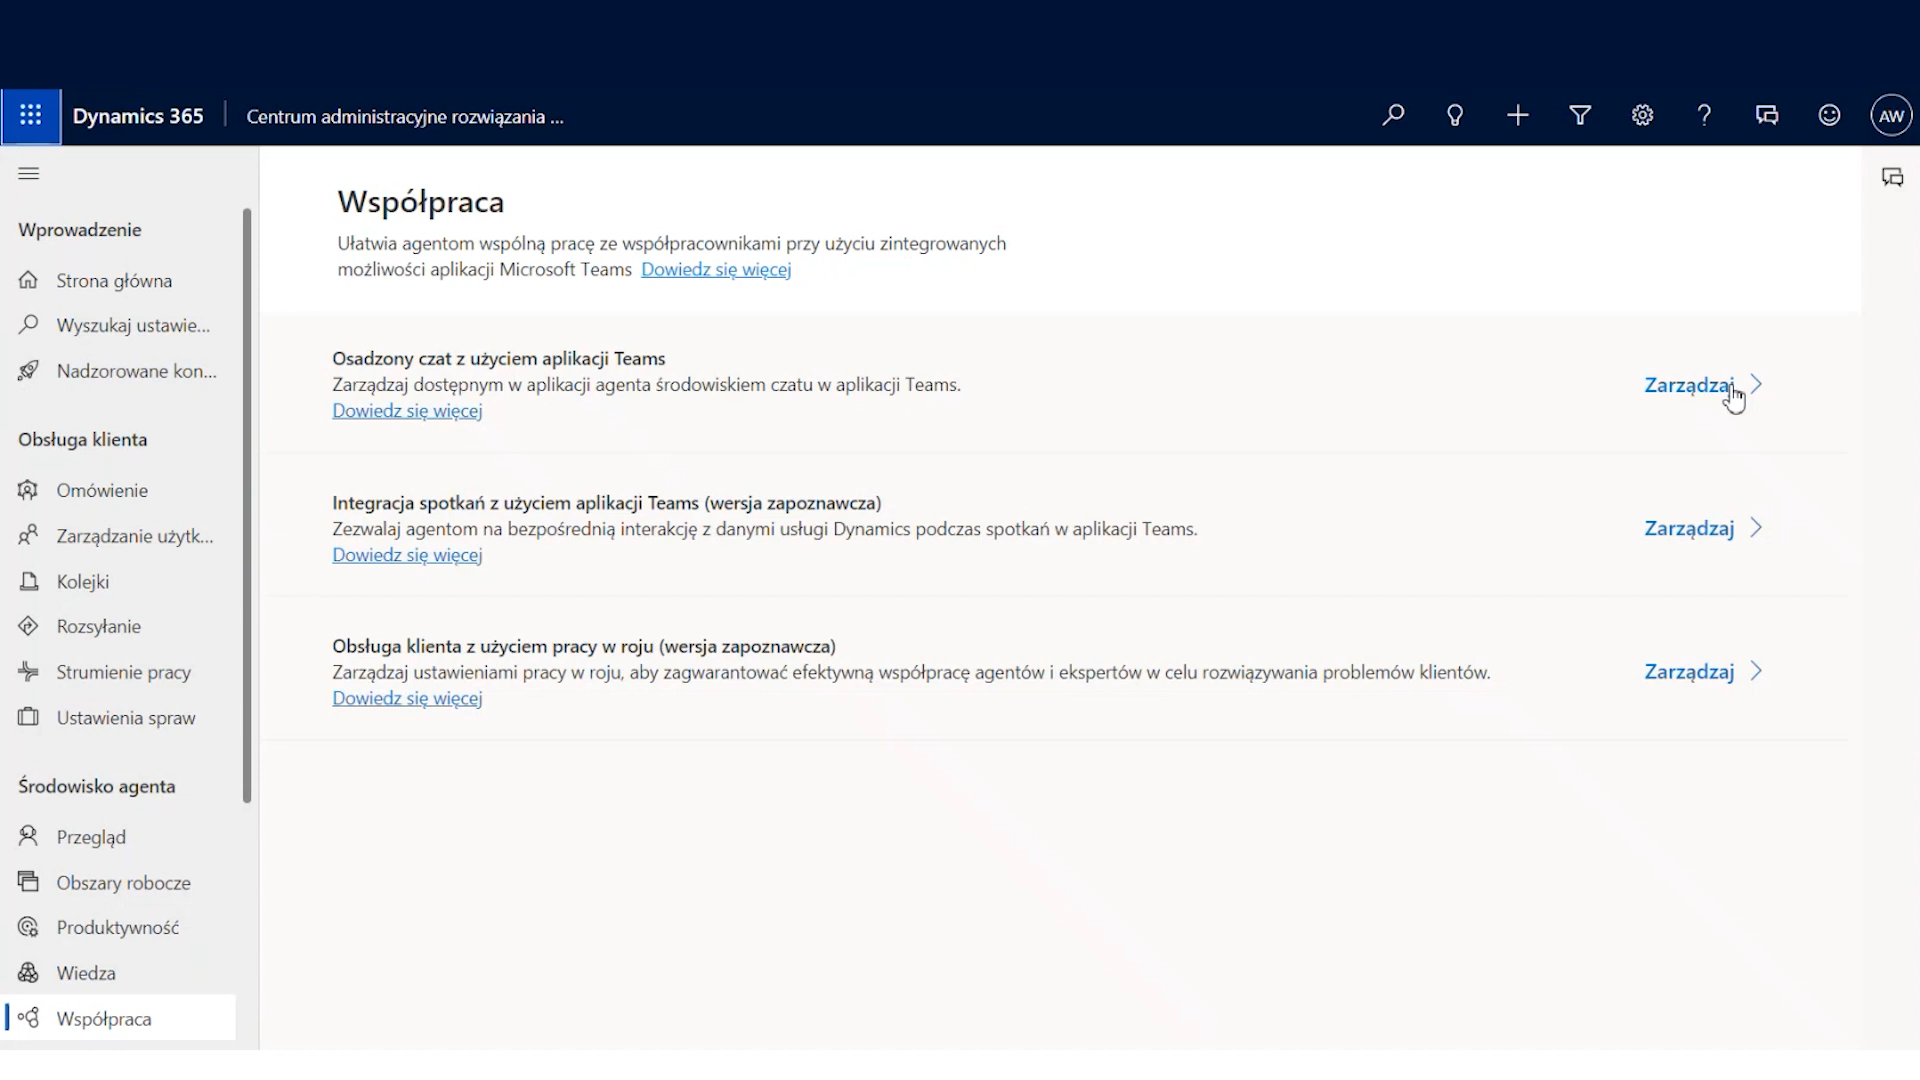 Dynamics 365
Centrum administracyjne rozwiązania ...
AW
Wprowadzenie
Strona główna
Wyszukaj ustawie...
Nadzorowane kon...
Obsługa klienta
Omówienie
Zarządzanie użytk...
Kolejki
Rozsyłanie
Strumienie pracy
Ustawienia spraw
Środowisko agenta
Przegląd
Obszary robocze
Produktywność
Wiedza
Współpraca
Współpraca
Ułatwia agentom wspólną pracę ze współpracownikami przy użyciu zintegrowanych
możliwości aplikacji Microsoft Teams Dowiedz się więcej
Osadzony czat z użyciem aplikacji Teams
Zarządzaj dostępnym w aplikacji agenta środowiskiem czatu w aplikacji Teams.
Dowiedz się więcej
Zarządzaj
Integracja spotkań z użyciem aplikacji Teams (wersja zapoznawcza)
Zezwalaj agentom na bezpośrednią interakcję z danymi usługi Dynamics podczas spotkań w aplikacji Teams.
Dowiedz się więcej
Zarządzaj
Obsługa klienta z użyciem pracy w roju (wersja zapoznawcza)
Zarządzaj ustawieniami pracy w roju, aby zagwarantować efektywną współpracę agentów i ekspertów w celu rozwiązywania problemów klientów.
Dowiedz się więcej
Zarządzaj